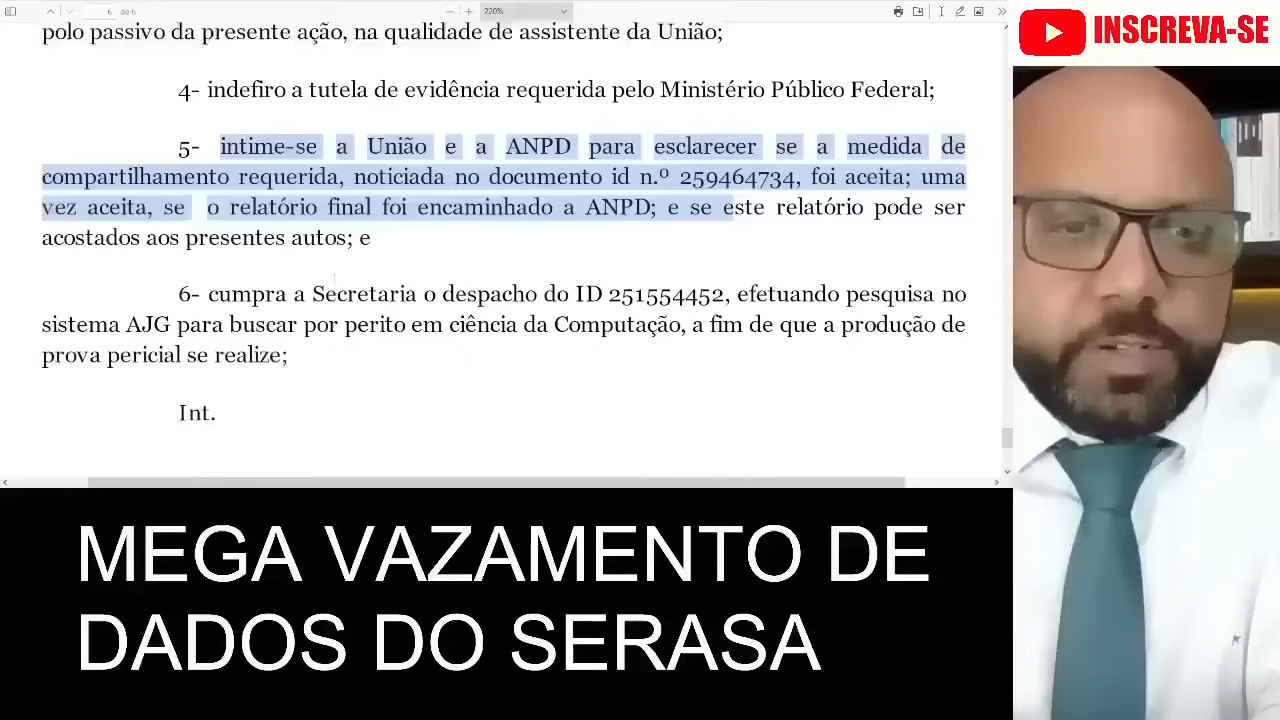 6 de 6
220%
INSCREVA-SE
polo passivo da presente ação, na qualidade de assistente da União;
4- indefiro a tutela de evidência requerida pelo Ministério Público Federal;
5- intime-se a União e a ANPD para esclarecer se a medida de
compartilhamento requerida, noticiada no documento id n.º 259464734, foi aceita; uma
vez aceita, se o relatório final foi encaminhado a ANPD; e se este relatório pode ser
acostados aos presentes autos; e
6- cumpra a Secretaria o despacho do ID 251554452, efetuando pesquisa no
sistema AJG para buscar por perito em ciência da Computação, a fim de que a produção de
prova pericial se realize;
Int.
MEGA VAZAMENTO DE
DADOS DO SERASA